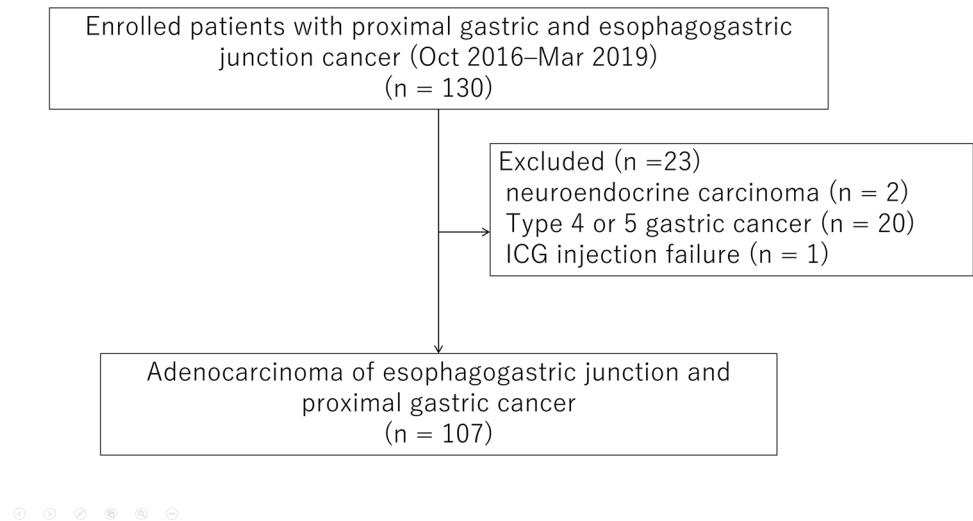 Enrolled patients with proximal gastric and esophagogastric
junction cancer (Oct 2016–Mar 2019)
(n = 130)
Excluded (n =23)
neuroendocrine carcinoma (n = 2)
Type 4 or 5 gastric cancer (n = 20)
ICG injection failure (n = 1)
Adenocarcinoma of esophagogastric junction and
proximal gastric cancer
(n = 107)